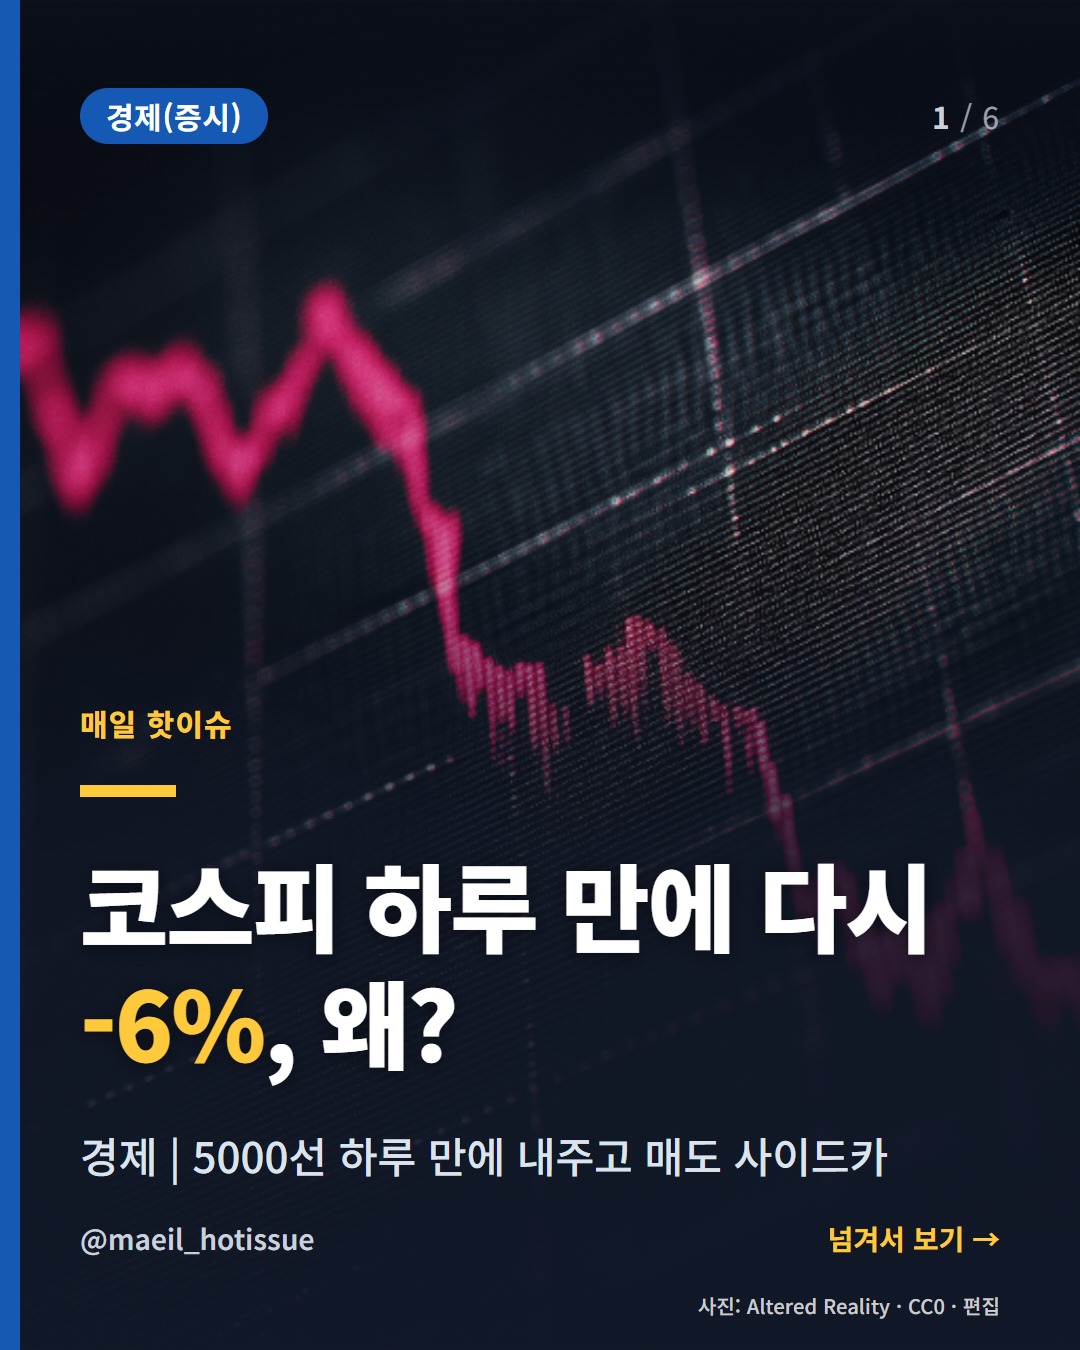 경제(증시)
1 / 6
매일 핫이슈
코스피 하루 만에 다시
-6%, 왜?
경제 | 5000선 하루 만에 내주고 매도 사이드카
@maeil_hotissue
넘겨서 보기 →
사진: Altered Reality · CC0 · 편집